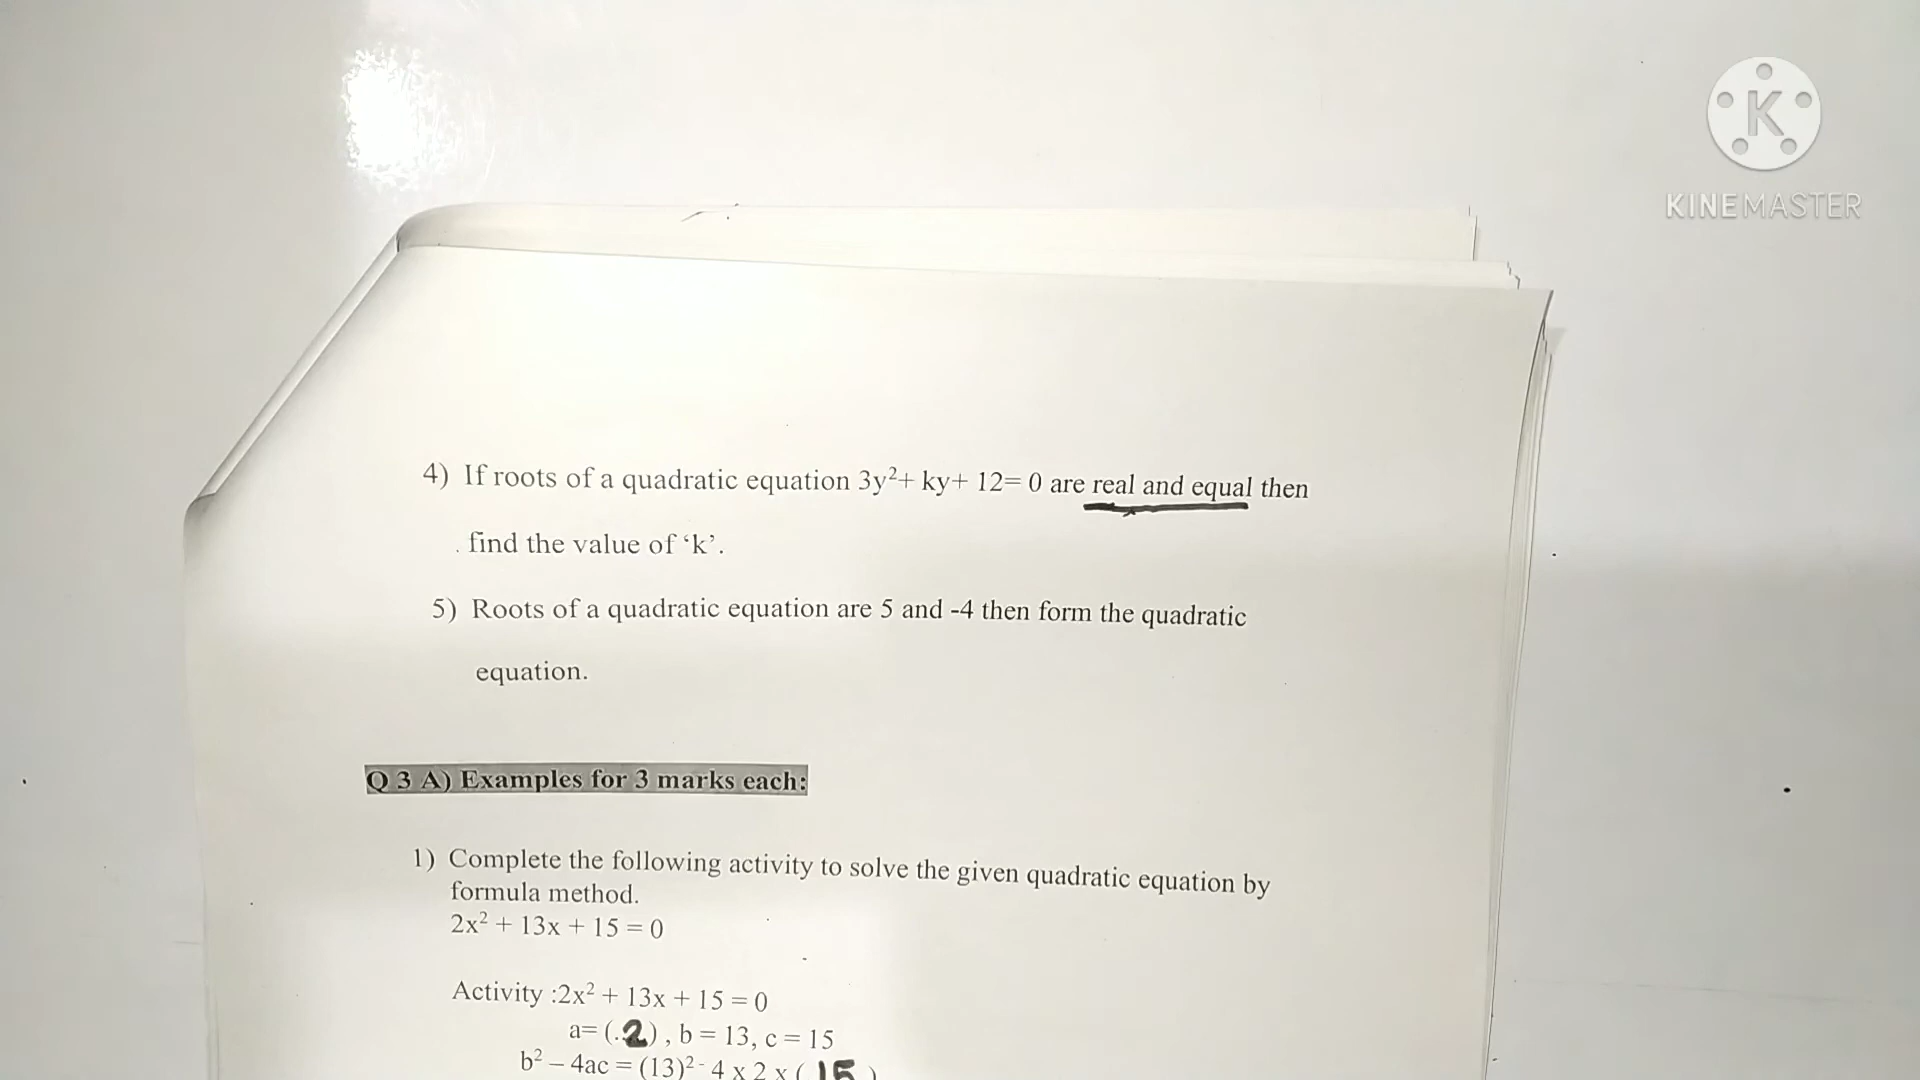 K
KINEMASTER
4) If roots of a quadratic equation 3y²+ ky+ 12= 0 are real and equal then
. find the value of ‘k’.
5) Roots of a quadratic equation are 5 and -4 then form the quadratic
equation.
Q 3 A) Examples for 3 marks each:
1) Complete the following activity to solve the given quadratic equation by
formula method.
2x² + 13x + 15 = 0
Activity :2x² + 13x + 15 = 0
a= (.2) , b = 13, c = 15
b² – 4ac = (13)² - 4 x 2 x ( 15 )